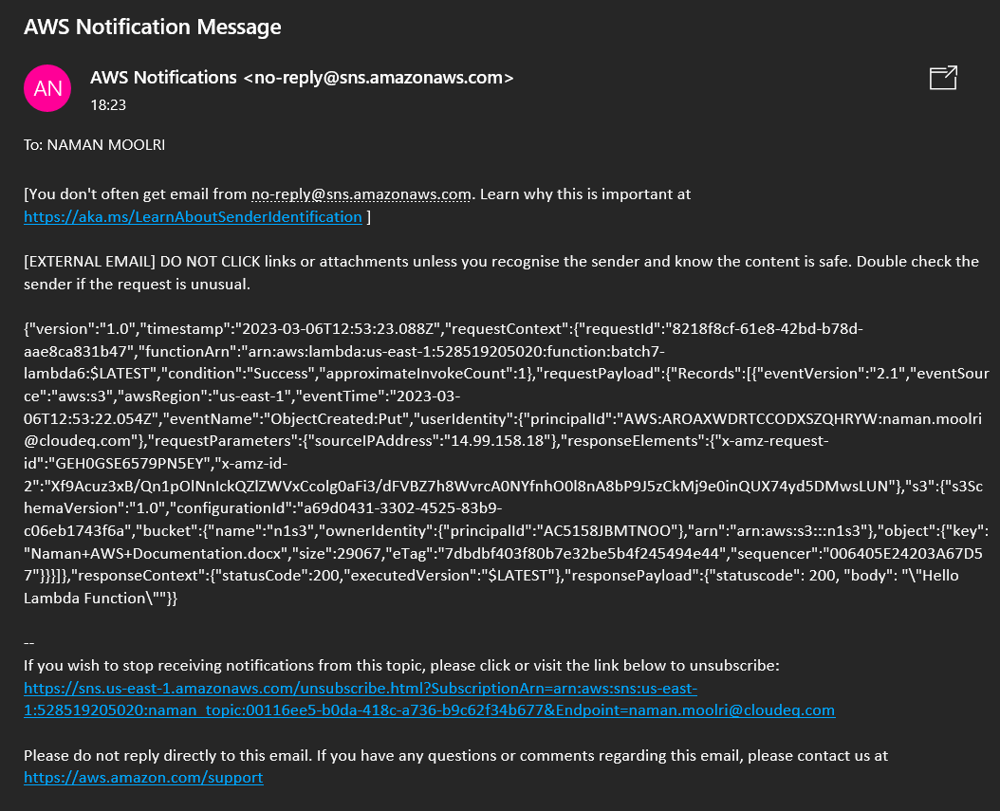 AWS Notification Message
AN
AWS Notifications <no-reply@sns.amazonaws.com>
18:23
To: NAMAN MOOLRI
[You don't often get email from no-reply@sns.amazonaws.com. Learn why this is important at
https://aka.ms/LearnAboutSenderIdentification ]
[EXTERNAL EMAIL] DO NOT CLICK links or attachments unless you recognise the sender and know the content is safe. Double check the
sender if the request is unusual.
{"version":"1.0","timestamp":"2023-03-06T12:53:23.088Z","requestContext":{"requestId":"8218f8cf-61e8-42bd-b78d-
aae8ca831b47","functionArn":"arn:aws:lambda:us-east-1:528519205020:function:batch7-
lambda6:$LATEST","condition":"Success","approximateInvokeCount":1},"requestPayload":{"Records":[{"eventVersion":"2.1","eventSour
ce":"aws:s3","awsRegion":"us-east-1","eventTime":"2023-03-
06T12:53:22.054Z","eventName":"ObjectCreated:Put","userIdentity":{"principalId":"AWS:AROAXWDRTCCODXSZQHRYW:naman.moolri
@cloudeq.com"},"requestParameters":{"sourceIPAddress":"14.99.158.18"},"responseElements":{"x-amz-request-
id":"GEH0GSE6579PN5EY","x-amz-id-
2":"Xf9Acuz3xB/Qn1pOlNnIckQZlZWVxCcolg0aFi3/dFVBZ7h8WvrcA0NYfnhO0l8nA8bP9J5zCkMj9e0inQUX74yd5DMwsLUN"},"s3":{"s3Sc
hemaVersion":"1.0","configurationId":"a69d0431-3302-4525-83b9-
c06eb1743f6a","bucket":{"name":"n1s3","ownerIdentity":{"principalId":"AC5158JBMTNOO"},"arn":"arn:aws:s3:::n1s3"},"object":{"key":
"Naman+AWS+Documentation.docx","size":29067,"eTag":"7dbdbf403f80b7e32be5b4f245494e44","sequencer":"006405E24203A67D5
7"}}}]},"responseContext":{"statusCode":200,"executedVersion":"$LATEST"},"responsePayload":{"statuscode": 200, "body": "\"Hello
Lambda Function\""}}
--
If you wish to stop receiving notifications from this topic, please click or visit the link below to unsubscribe:
https://sns.us-east-1.amazonaws.com/unsubscribe.html?SubscriptionArn=arn:aws:sns:us-east-
1:528519205020:naman_topic:00116ee5-b0da-418c-a736-b9c62f34b677&Endpoint=naman.moolri@cloudeq.com
Please do not reply directly to this email. If you have any questions or comments regarding this email, please contact us at
https://aws.amazon.com/support